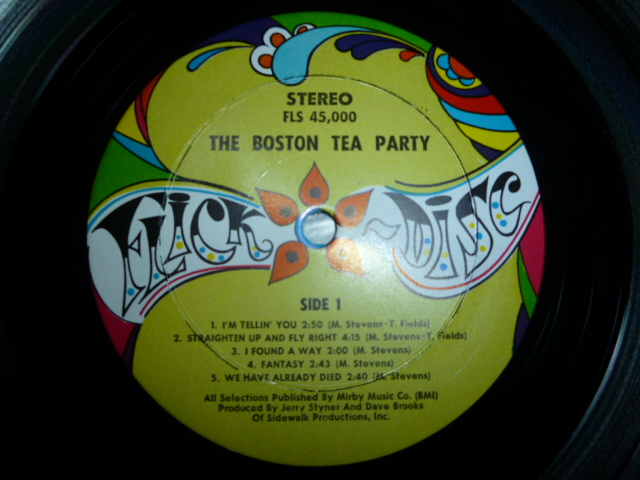 STEREO
FLS 45,000
THE BOSTON TEA PARTY
FLICK-DISC
SIDE 1
1. I'M TELLIN' YOU 2:50 (M. Stevens-T. Fields)
2. STRAIGHTEN UP AND FLY RIGHT 4:15 (M. Stevens-T. Fields)
3. I FOUND A WAY 2:00 (M. Stevens)
4. FANTASY 2:43 (M. Stevens)
5. WE HAVE ALREADY DIED 2:40 (M. Stevens)
All Selections Published By Mirby Music Co. (BMI)
Produced By Jerry Styner And Dave Brooks
Of Sidewalk Productions, Inc.